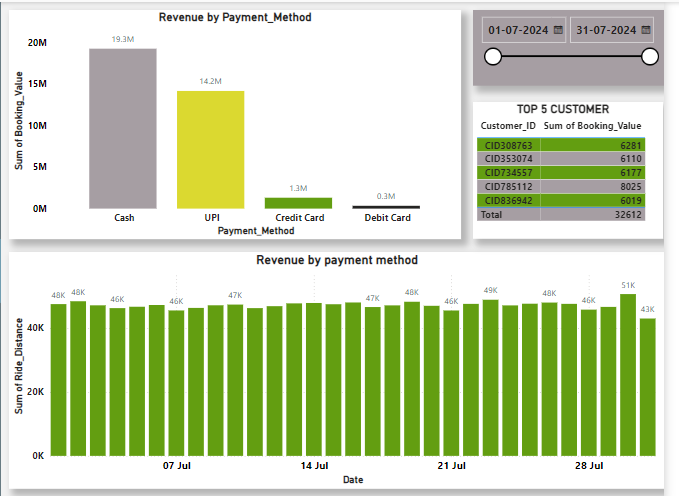 Revenue by Payment_Method
Sum of Booking_Value
20M
15M
10M
5M
0M
19.3M
14.2M
1.3M
0.3M
Cash UPI Credit Card Debit Card
Payment_Method
01-07-2024 31-07-2024
TOP 5 CUSTOMER
Customer_ID Sum of Booking_Value
CID308763 6281
CID353074 6110
CID734557 6177
CID785112 8025
CID836942 6019
Total 32612
Revenue by payment method
Sum of Ride_Distance
40K
20K
0K
48K 48K 46K 46K 47K 47K 48K 46K 49K 48K 46K 51K 43K
07 Jul 14 Jul 21 Jul 28 Jul
Date